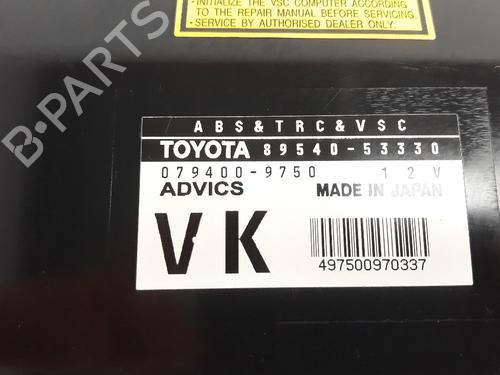 •INITIALIZE THE VSC COMPUTER ACCORDING
TO THE REPAIR MANUAL BEFORE SERVICING.
•SERVICE BY AUTHORISED DEALER ONLY.
B-PARTS
ABS&TRC&VSC
TOYOTA 89540-53330
079400-9750 12V
ADVICS MADE IN JAPAN
VK
497500970337